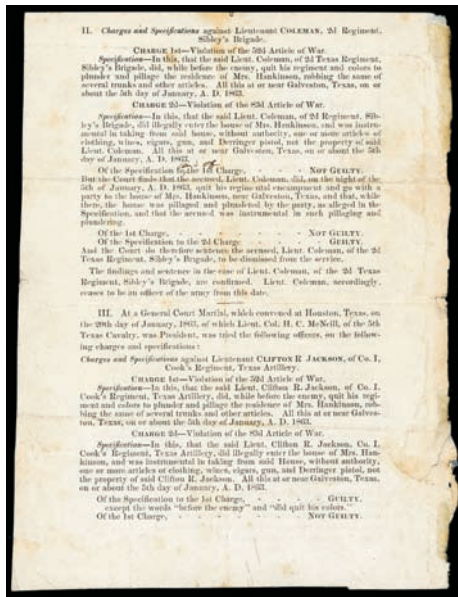 II. Charges and Specifications against Lieutenant COLEMAN, 2d Regiment,
Sibley's Brigade.
CHARGE 1st—Violation of the 52d Article of War.
Specification—In this, that the said Lieut. Coleman, of 2d Texas Regiment,
Sibley's Brigade, did, while before the enemy, quit his regiment and colors to
plunder and pillage the residence of Mrs. Hankinson, robbing the same of
several trunks and other articles. All this at or near Galveston, Texas, on or
about the 5th day of January, A. D. 1863.
CHARGE 2d—Violation of the 83d Article of War.
Specification—In this, that the said Lieut. Coleman, of 2d Regiment, Sib-
ley's Brigade, did illegally enter the house of Mrs. Hankinson, and was instru-
mental in taking from said house, without authority, one or more articles of
clothing, wines, cigars, gun, and Derringer pistol, not the property of said
Lieut. Coleman. All this at or near Galveston, Texas, on or about the 5th
day of January, A. D. 1863.
Of the Specification to the 1st Charge, - - - NOT GUILTY.
But the Court finds that the accused, Lieut. Coleman, did, on the night of the
5th of January, A. D. 1863, quit his regimental encampment and go with a
party to the house of Mrs. Hankinson, near Galveston, Texas, and that, while
there, the house was pillaged and plundered by the party, as alleged in the
Specification, and that the accused was instrumental in such pillaging and
plundering.
Of the 1st Charge, - - - - - - - NOT GUILTY.
Of the Specification to the 2d Charge - - - - GUILTY.
And the Court do therefore sentence the accused, Lieut. Coleman, of the 2d
Texas Regiment, Sibley's Brigade, to be dismissed from the service.
The findings and sentence in the case of Lieut. Coleman, of the 2d Texas
Regiment, Sibley's Brigade, are confirmed. Lieut. Coleman, accordingly,
ceases to be an officer of the army from this date.
III. At a General Court Martial, which convened at Houston, Texas, on
the 29th day of January, 1863, of which Lieut. Col. H. C. McNeill, of the 5th
Texas Cavalry, was President, was tried the following officers, on the follow-
ing charges and specifications:
Charges and Specifications against Lieutenant CLIFTON R JACKSON, of Co. I,
Cook's Regiment, Texas Artillery.
CHARGE 1st—Violation of the 52d Article of War.
Specification—In this, that the said Lieut. Clifton R. Jackson, of Co. I,
Cook's Regiment, Texas Artillery, did, while before the enemy, quit his regi-
ment and colors to plunder and pillage the residence of Mrs. Hankinson, rob-
bing the same of several trunks and other articles. All this at or near Galves-
ton, Texas, on or about the 5th day of January, A. D. 1863.
CHARGE 2d—Violation of the 83d Article of War.
Specification—In this, that the said Lieut. Clifton R. Jackson, Co. I,
Cook's Regiment, Texas Artillery, did illegally enter the house of Mrs. Han-
kinson, and was instrumental in taking from said House, without authority,
one or more articles of clothing, wines, cigars, gun, and Derringer pistol, not
the property of said Clifton R. Jackson. All this at or near Galveston, Texas,
on or about the 5th day of January, A. D. 1863.
Of the Specification to the 1st Charge, - - - - GUILTY.
except the words "before the enemy" and "did quit his colors."
Of the 1st Charge, - - - - - - - NOT GUILTY.